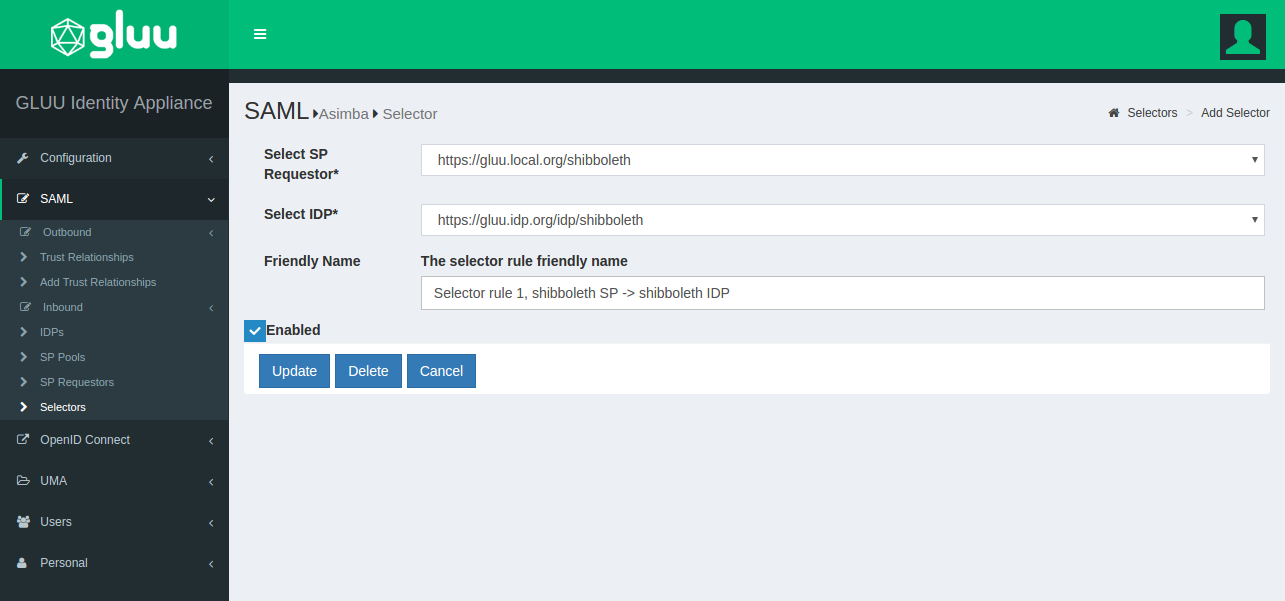 gluu
GLUU Identity Appliance
Configuration
SAML
Outbound
Trust Relationships
Add Trust Relationships
Inbound
IDPs
SP Pools
SP Requestors
Selectors
OpenID Connect
UMA
Users
Personal
SAML Asimba Selector
Selectors > Add Selector
Select SP
Requestor*
https://gluu.local.org/shibboleth
Select IDP*
https://gluu.idp.org/idp/shibboleth
Friendly Name
The selector rule friendly name
Selector rule 1, shibboleth SP -> shibboleth IDP
Enabled
Update Delete Cancel